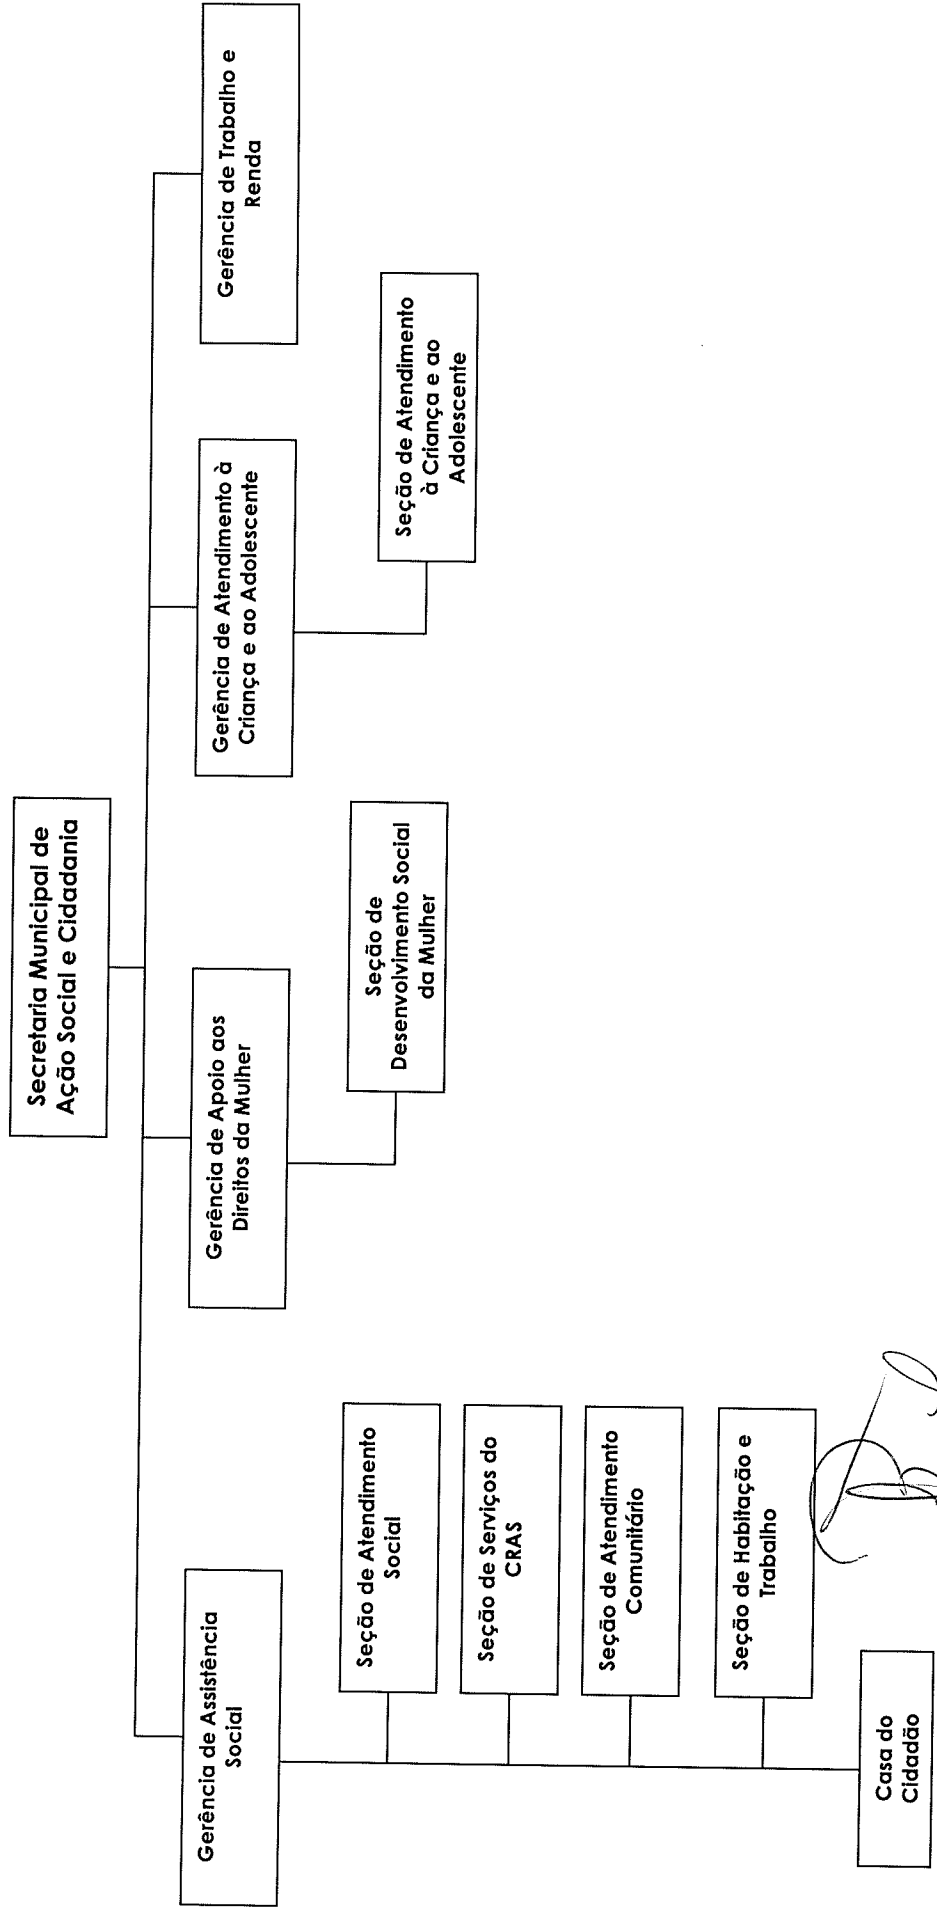 Secretaria Municipal de
Ação Social e Cidadania
Gerência de Assistência
Social
Gerência de Apoio aos
Direitos da Mulher
Gerência de Atendimento à
Criança e ao Adolescente
Gerência de Trabalho e
Renda
Seção de Atendimento
Social
Seção de Serviços do
CRAS
Seção de Atendimento
Comunitário
Seção de Habitação e
Trabalho
Casa do
Cidadão
Seção de
Desenvolvimento Social
da Mulher
Seção de Atendimento
à Criança e ao
Adolescente